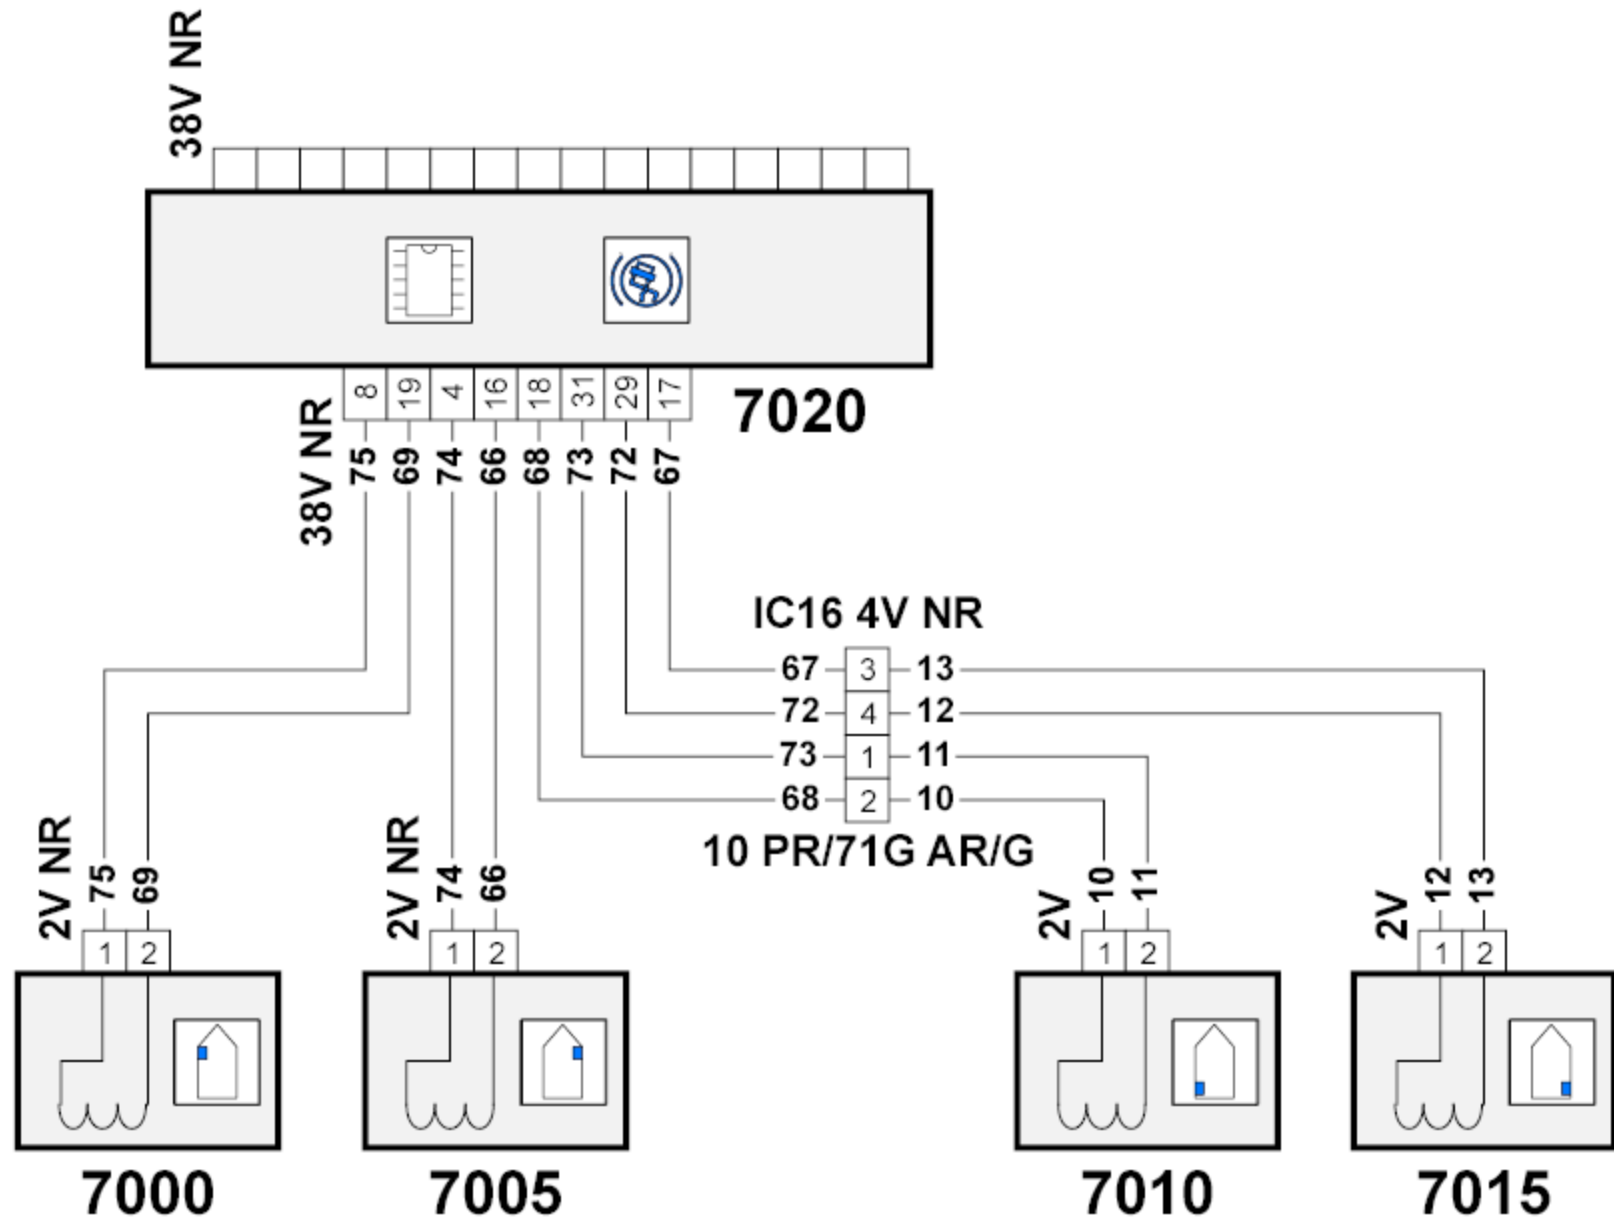 38V NR
8 19 4 16 18 31 29 17
7020
38V NR
75 69 74 66 68 73 72 67
IC16 4V NR
67 3 13
72 4 12
73 1 11
68 2 10
10 PR/71G AR/G
2V NR 75 69
2V NR 74 66
2V 10 11
2V 12 13
1 2
1 2
1 2
1 2
7000
7005
7010
7015